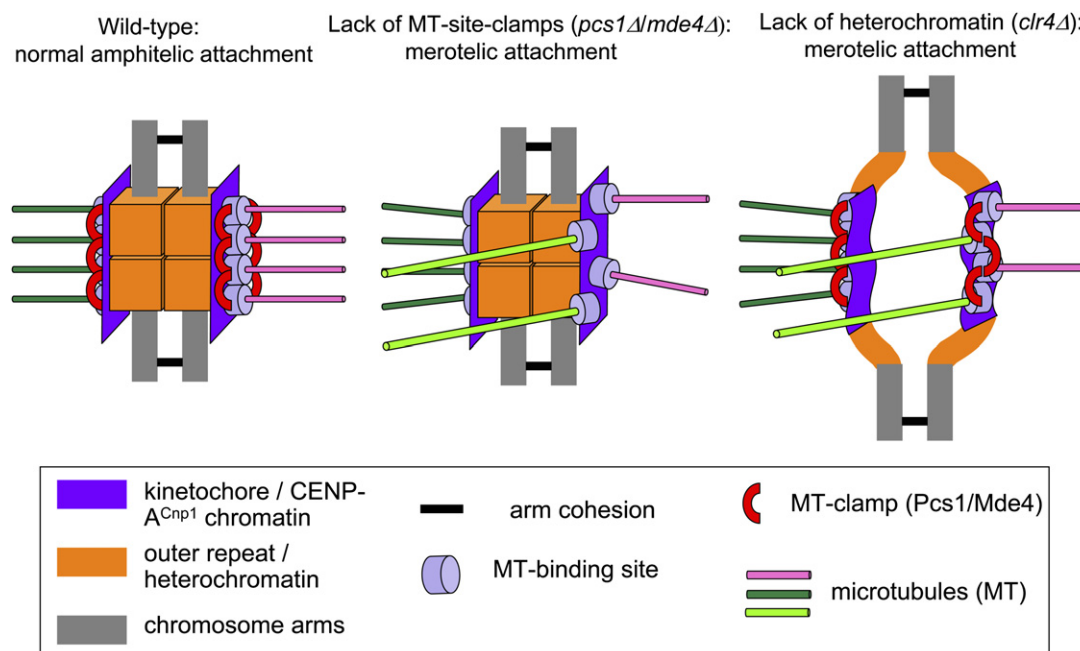 Wild-type:
normal amphitelic attachment
Lack of MT-site-clamps (pcs1Δ/mde4Δ):
merotelic attachment
Lack of heterochromatin (clr4Δ):
merotelic attachment
kinetochore / CENP-
A^Cnp1 chromatin
outer repeat /
heterochromatin
chromosome arms
arm cohesion
MT-binding site
MT-clamp (Pcs1/Mde4)
microtubules (MT)